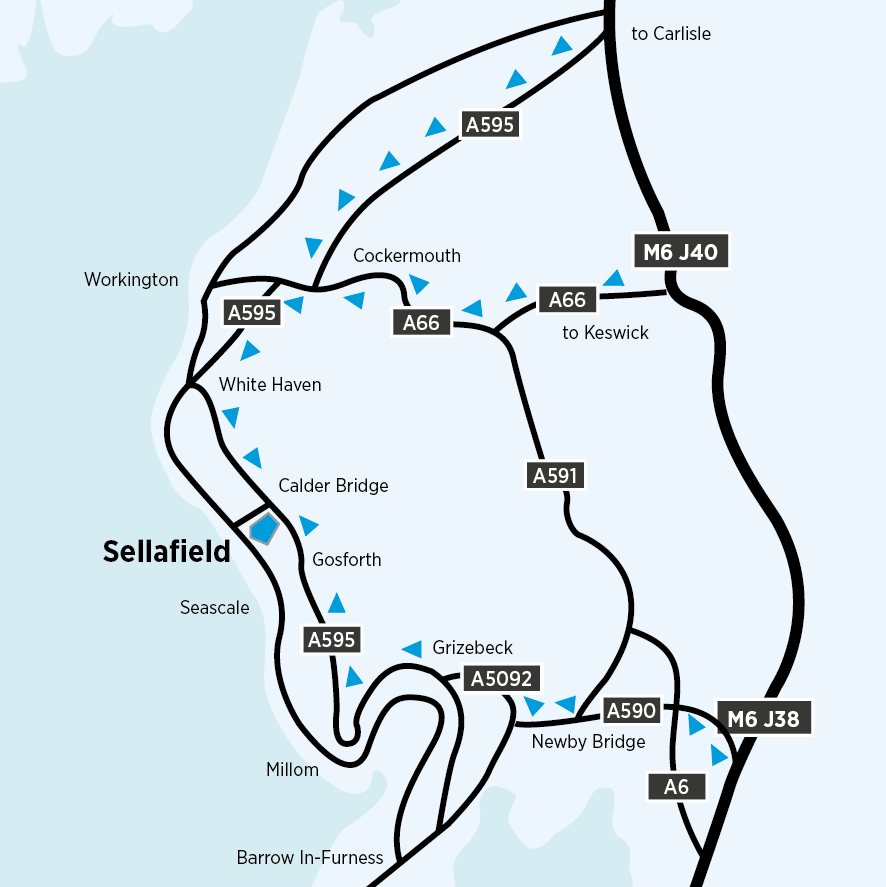 to Carlisle
A595
M6 J40
Cockermouth
Workington
A66
A595
A66
to Keswick
White Haven
A591
Calder Bridge
Sellafield
Gosforth
Seascale
A595
Grizebeck
A5092
A590
M6 J38
Newby Bridge
Millom
A6
Barrow In-Furness